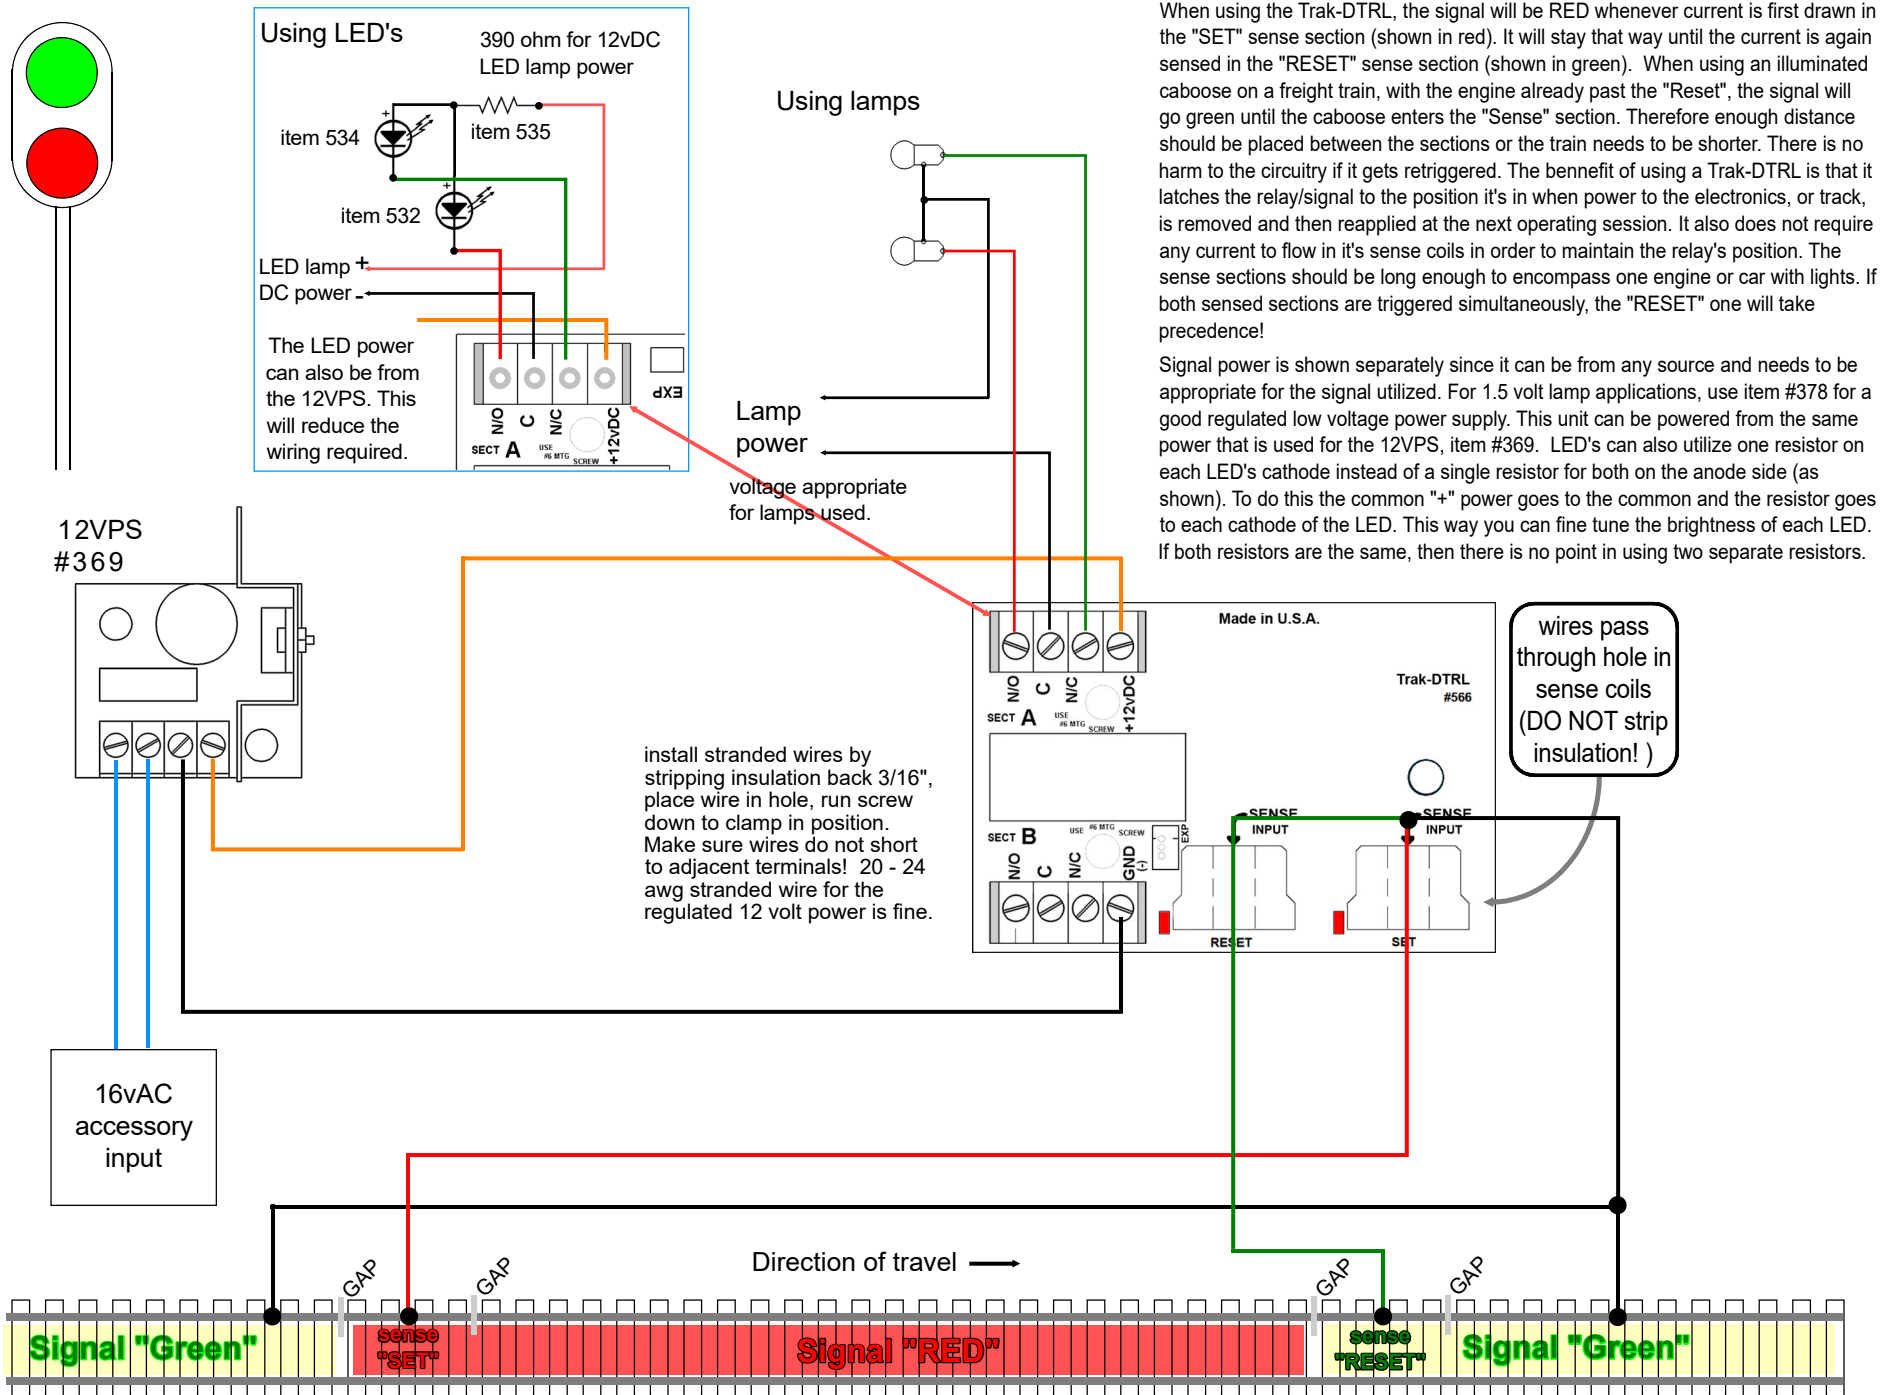 Using LED's
390 ohm for 12vDC
LED lamp power
+
item 534
item 535
+
item 532
LED lamp +
DC power -
The LED power
can also be from
the 12VPS. This
will reduce the
wiring required.
N/O
C
N/C
+12vDC
EXP
SECT A
USE
#6 MTG
SCREW
Using lamps
Lamp
power
voltage appropriate
for lamps used.
When using the Trak-DTRL, the signal will be RED whenever current is first drawn in
the "SET" sense section (shown in red). It will stay that way until the current is again
sensed in the "RESET" sense section (shown in green).  When using an illuminated
caboose on a freight train, with the engine already past the "Reset", the signal will
go green until the caboose enters the "Sense" section. Therefore enough distance
should be placed between the sections or the train needs to be shorter. There is no
harm to the circuitry if it gets retriggered. The bennefit of using a Trak-DTRL is that it
latches the relay/signal to the position it's in when power to the electronics, or track,
is removed and then reapplied at the next operating session. It also does not require
any current to flow in it's sense coils in order to maintain the relay's position. The
sense sections should be long enough to encompass one engine or car with lights. If
both sensed sections are triggered simultaneously, the "RESET" one will take
precedence!
Signal power is shown separately since it can be from any source and needs to be
appropriate for the signal utilized. For 1.5 volt lamp applications, use item #378 for a
good regulated low voltage power supply. This unit can be powered from the same
power that is used for the 12VPS, item #369.  LED's can also utilize one resistor on
each LED's cathode instead of a single resistor for both on the anode side (as
shown). To do this the common "+" power goes to the common and the resistor goes
to each cathode of the LED. This way you can fine tune the brightness of each LED.
If both resistors are the same, then there is no point in using two separate resistors.
12VPS
#369
install stranded wires by
stripping insulation back 3/16",
place wire in hole, run screw
down to clamp in position.
Make sure wires do not short
to adjacent terminals!  20 - 24
awg stranded wire for the
regulated 12 volt power is fine.
Made in U.S.A.
Trak-DTRL
#566
N/O
C
N/C
+12vDC
SECT A
USE
#6 MTG
SCREW
SECT B
USE
#6 MTG
SCREW
EXP
N/O
C
N/C
GND
(-)
SENSE
INPUT
SENSE
INPUT
RESET
SET
wires pass
through hole in
sense coils
(DO NOT strip
insulation! )
16vAC
accessory
input
Direction of travel
GAP
GAP
GAP
GAP
Signal "Green"
sense
"SET"
Signal "RED"
sense
"RESET"
Signal "Green"